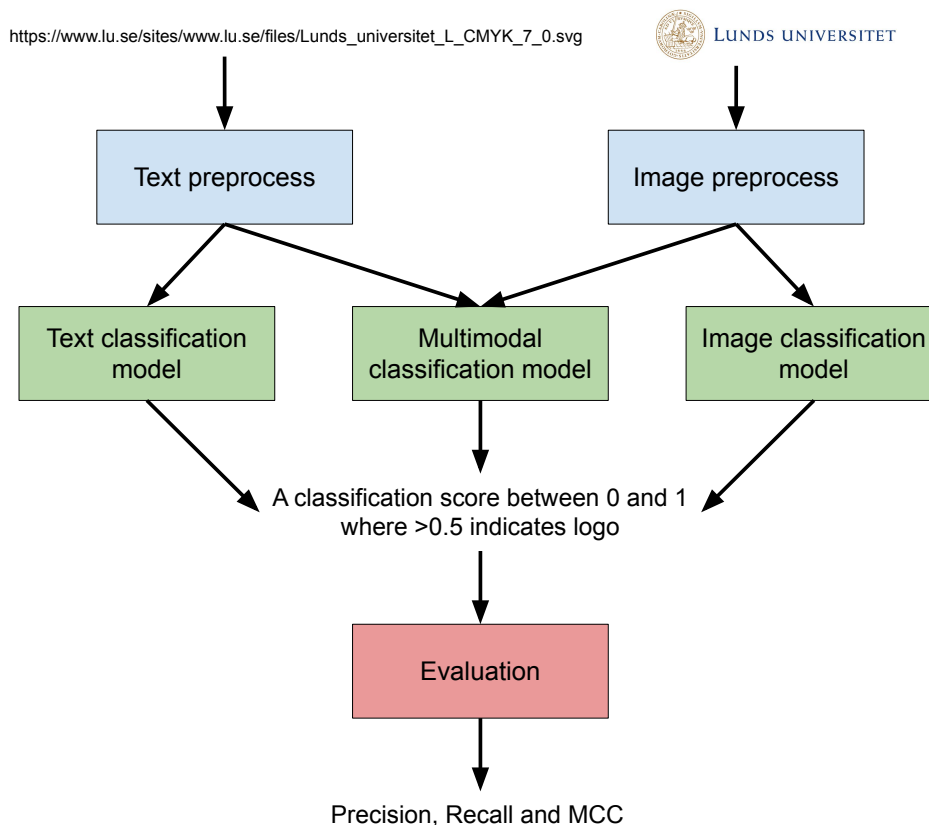 https://www.lu.se/sites/www.lu.se/files/Lunds_universitet_L_CMYK_7_0.svg
LUNDS UNIVERSITET
Text preprocess
Image preprocess
Text classification
model
Multimodal
classification model
Image classification
model
A classification score between 0 and 1
where >0.5 indicates logo
Evaluation
Precision, Recall and MCC